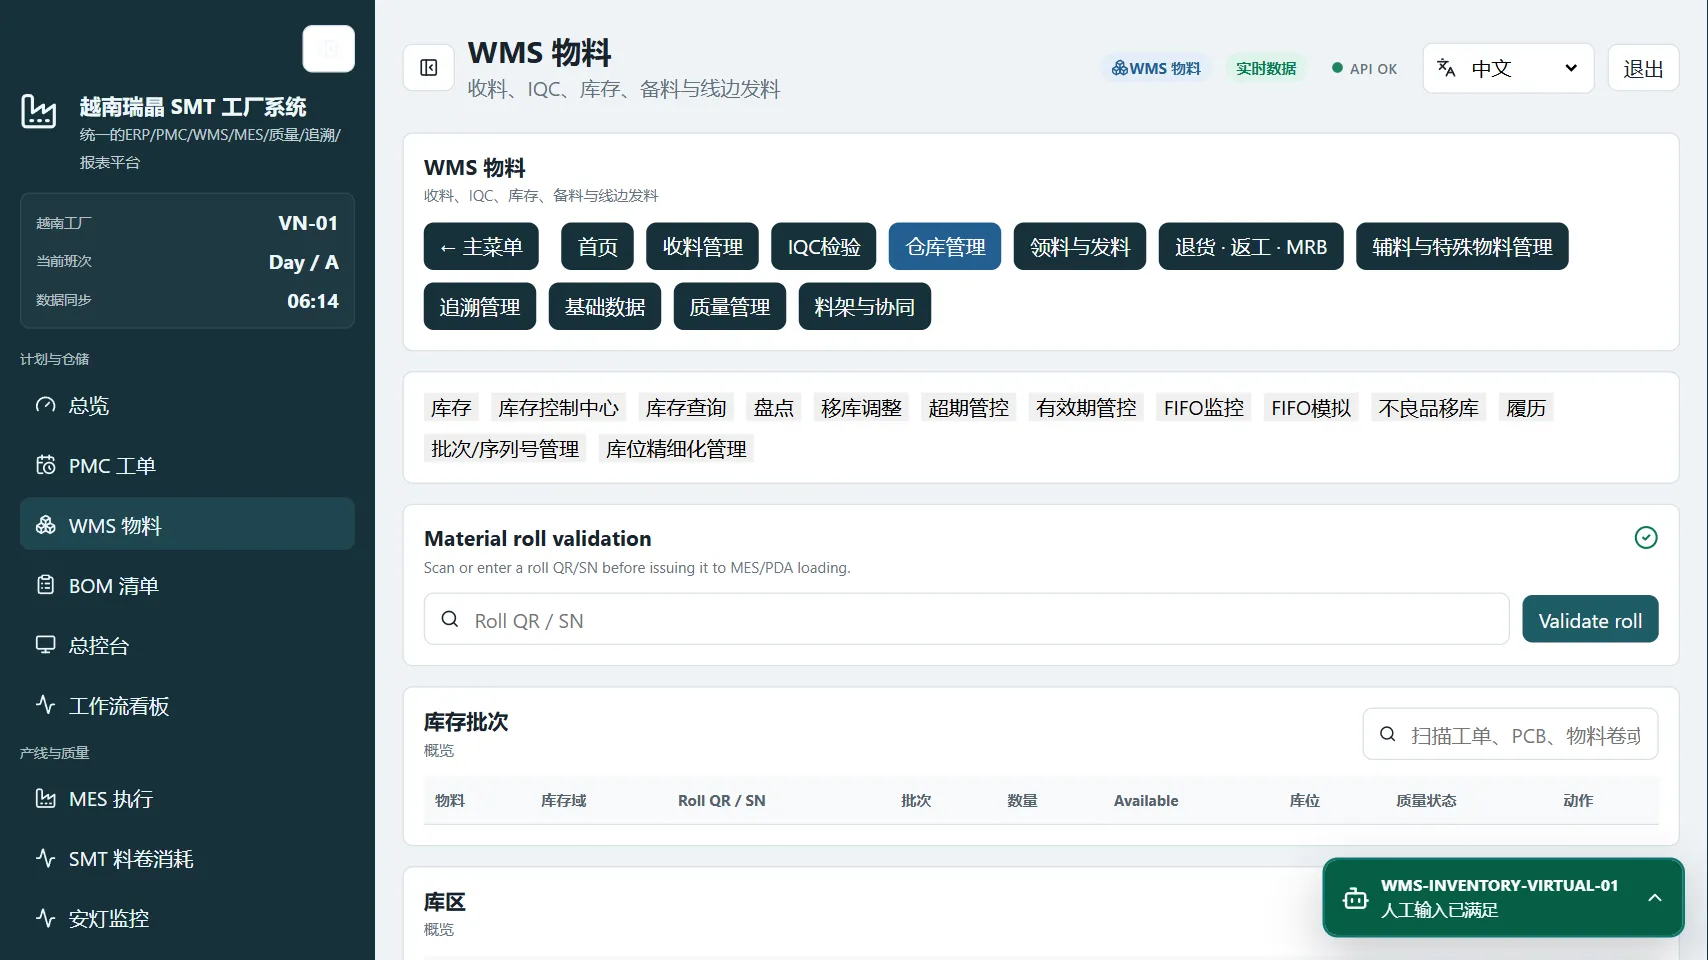 越南瑞晶 SMT 工厂系统
统一的ERP/PMC/WMS/MES/质量/追溯/
报表平台
越南工厂 VN-01
当前班次 Day / A
数据同步 06:14
计划与仓储
总览
PMC 工单
WMS 物料
BOM 清单
总控台
工作流看板
产线与质量
MES 执行
SMT 料卷消耗
安灯监控
WMS 物料
收料、IQC、库存、备料与线边发料
WMS 物料
实时数据
API OK
中文
退出
WMS 物料
收料、IQC、库存、备料与线边发料
← 主菜单 首页 收料管理 IQC检验 仓库管理 领料与发料 退货 · 返工 · MRB 辅料与特殊物料管理
追溯管理 基础数据 质量管理 料架与协同
库存 库存控制中心 库存查询 盘点 移库调整 超期管控 有效期管控 FIFO监控 FIFO模拟 不良品移库 履历
批次/序列号管理 库位精细化管理
Material roll validation
Scan or enter a roll QR/SN before issuing it to MES/PDA loading.
Roll QR / SN
Validate roll
库存批次
概览
扫描工单、PCB、物料卷或
物料 库存域 Roll QR / SN 批次 数量 Available 库位 质量状态 动作
库区
概览
WMS-INVENTORY-VIRTUAL-01
人工输入已满足